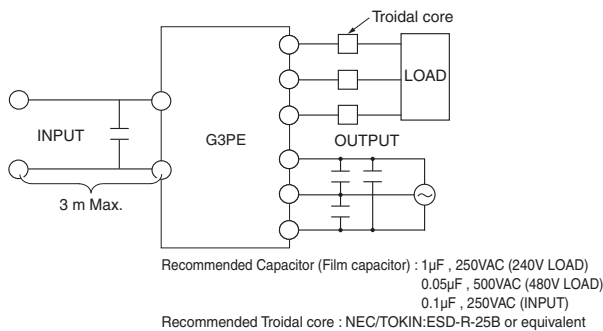 Troidal core
LOAD
INPUT
G3PE
OUTPUT
3 m Max.
Recommended Capacitor (Film capacitor) : 1µF , 250VAC (240V LOAD)
0.05µF , 500VAC (480V LOAD)
0.1µF , 250VAC (INPUT)
Recommended Troidal core : NEC/TOKIN:ESD-R-25B or equivalent